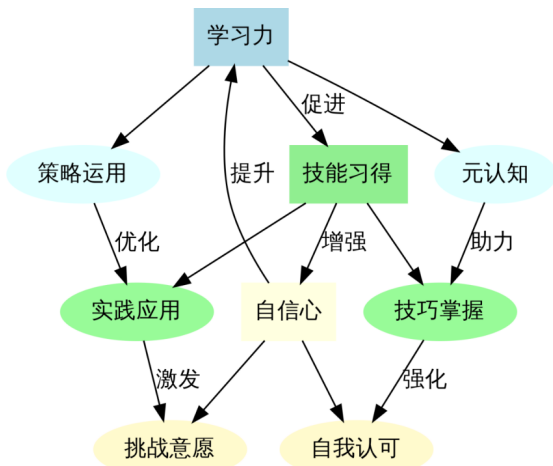 学习力
促进
策略运用
提升
技能习得
元认知
优化
增强
助力
实践应用
自信心
技巧掌握
激发
强化
挑战意愿
自我认可